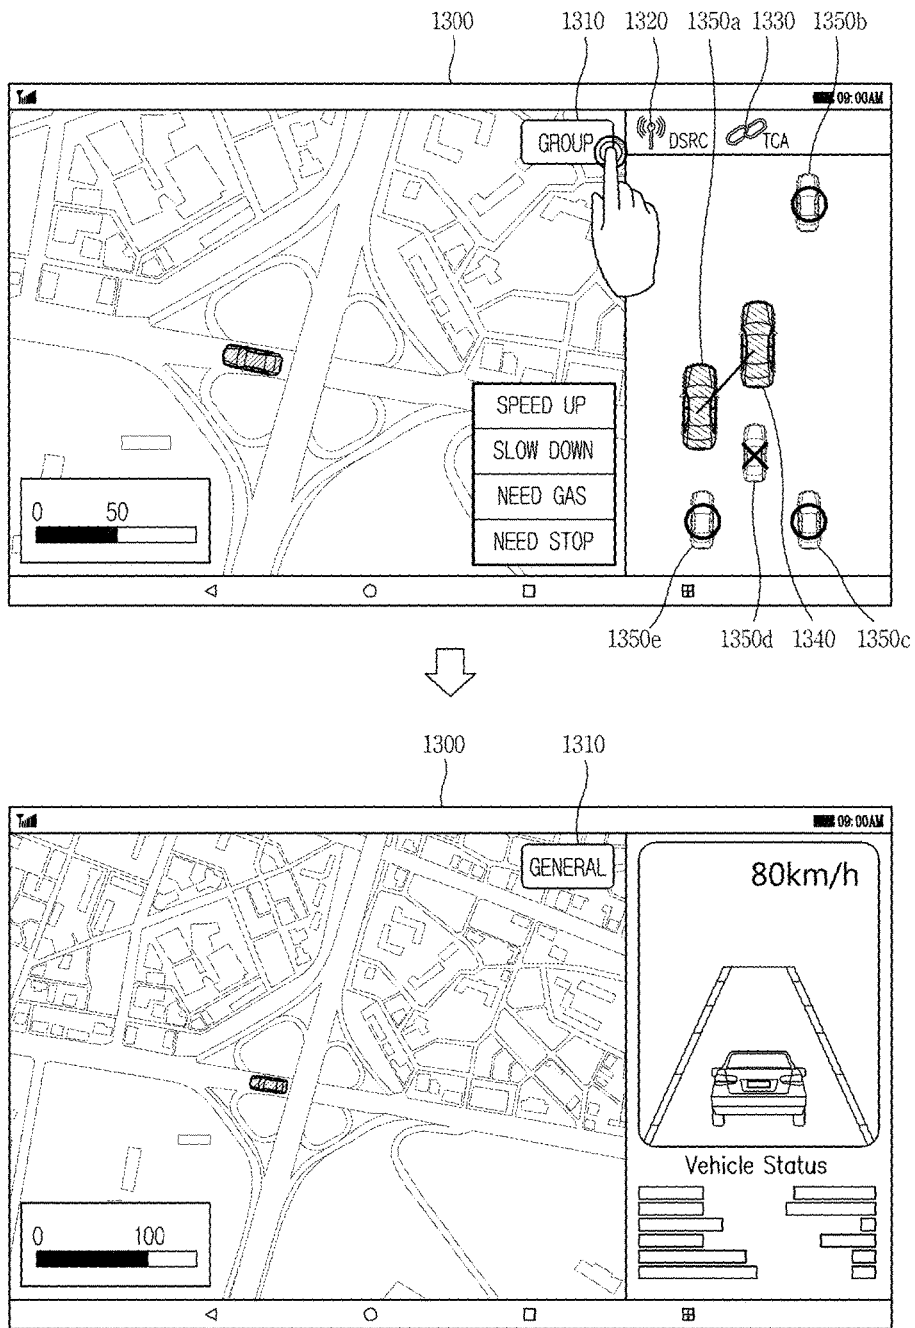 1300 1310 1320 1350a 1330 1350b
09:00AM
GROUP DSRC TCA
SPEED UP
SLOW DOWN
NEED GAS
NEED STOP
0 50
1350e 1350d 1340 1350c
1300 1310
09:00AM
GENERAL
80km/h
Vehicle Status
0 100